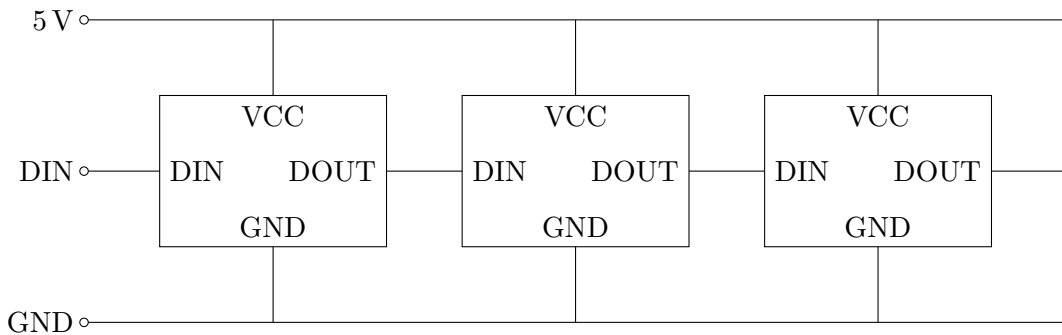 5 V
VCC VCC VCC
DIN DIN DOUT DIN DOUT DIN DOUT
GND GND GND
GND